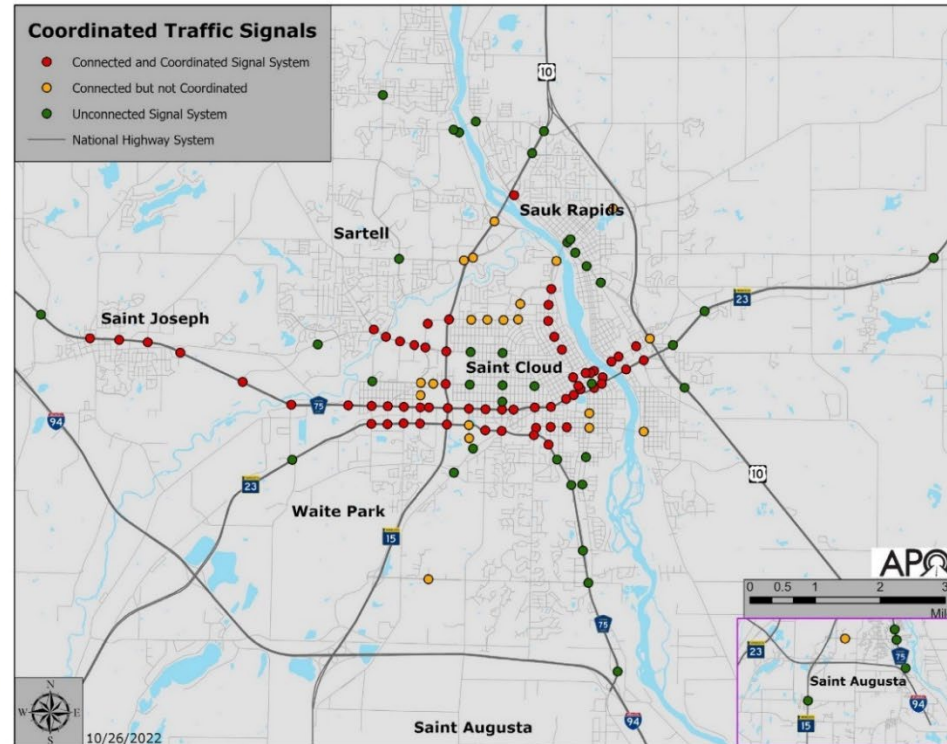 Coordinated Traffic Signals
Connected and Coordinated Signal System
Connected but not Coordinated
Unconnected Signal System
National Highway System
10
Sauk Rapids
Sartell
23
Saint Joseph
Saint Cloud
75
94
23
10
Waite Park
15
APO
0 0.5 1 2 3
Mil
75
23
75
Saint Augusta
94
15
94
Saint Augusta
N
W E
S
10/26/2022